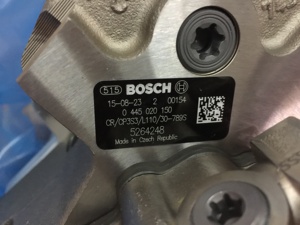 515 BOSCH
15-08-23 2 00154
0 445 020 150
CR/CP3S3/L110/30-789S
5264248
Made in Czech Republic